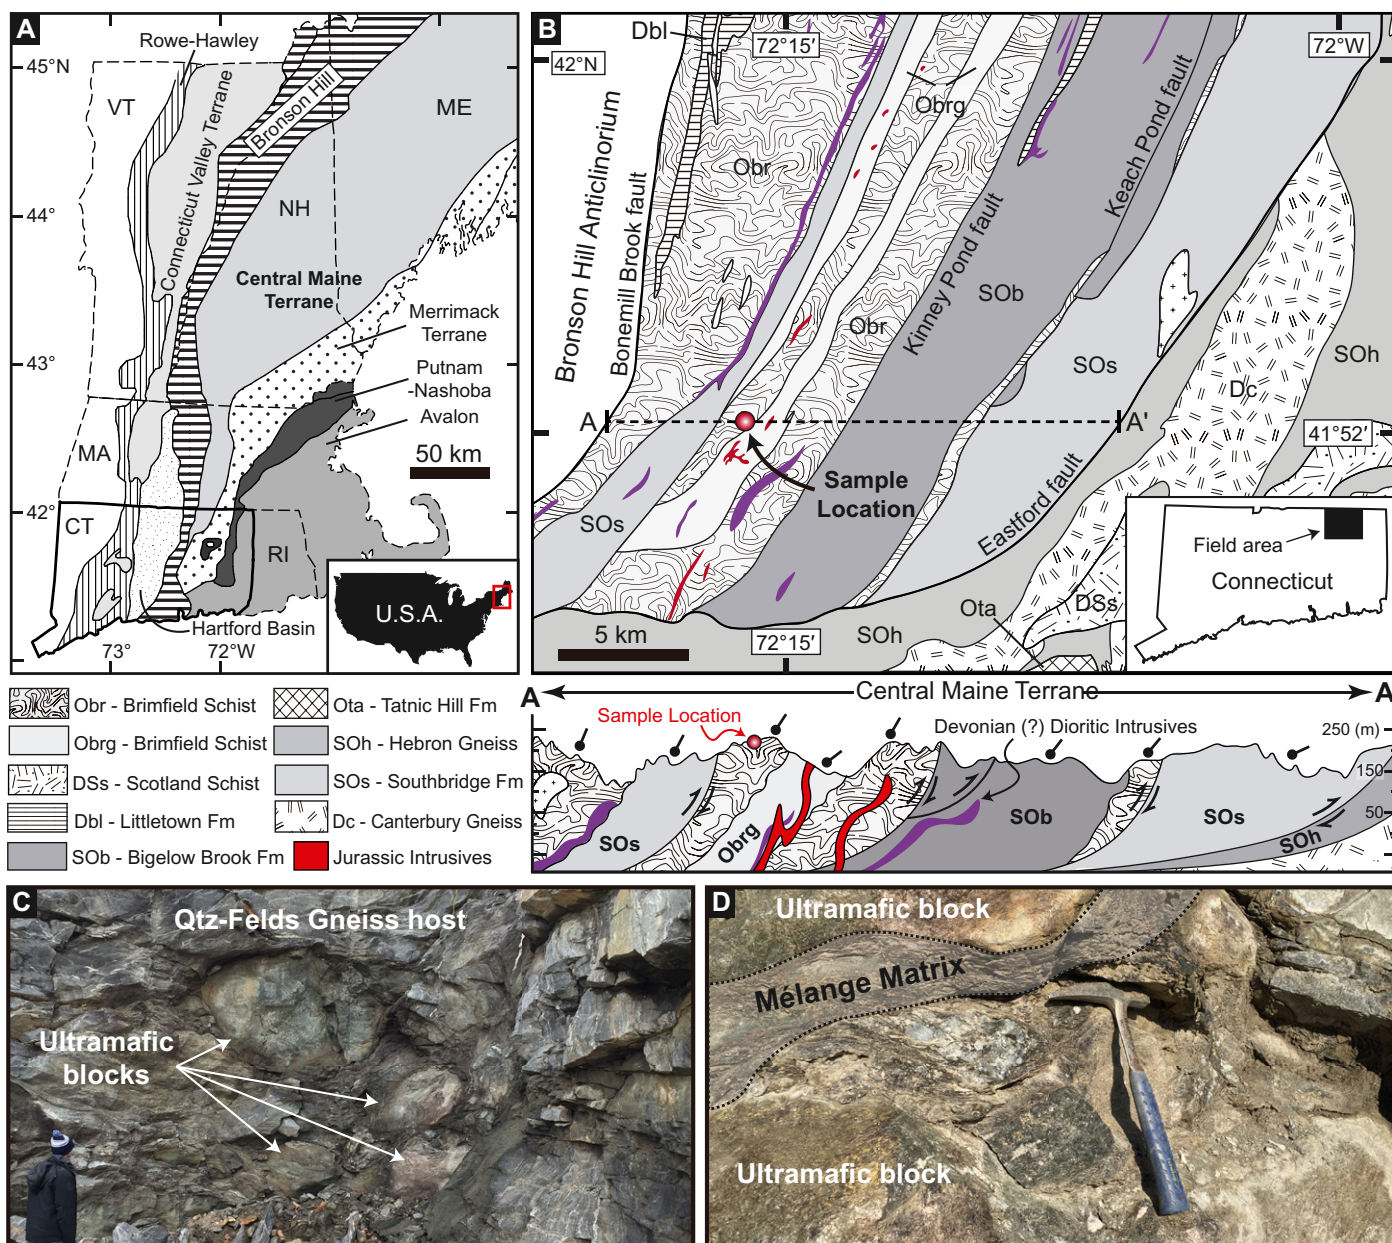 A
Rowe-Hawley
45°N
VT
Connecticut Valley Terrane
Bronson Hill
ME
44°
NH
Central Maine
Terrane
Merrimack
Terrane
43°
Putnam
-Nashoba
Avalon
MA
50 km
42°
CT
RI
Hartford Basin
73°
72°W
U.S.A.
B
Dbl
72°15′
72°W
42°N
Obrg
Bronson Hill Anticlinorium
Bonemill Brook fault
Obr
Keach Pond fault
Kinney Pond fault
SOb
Obr
SOs
SOh
Dc
A
A'
41°52′
Sample
Location
SOs
Eastford fault
Field area
Connecticut
Ota
DSs
SOh
5 km
72°15′
Obr - Brimfield Schist
Ota - Tatnic Hill Fm
Obrg - Brimfield Schist
SOh - Hebron Gneiss
DSs - Scotland Schist
SOs - Southbridge Fm
Dbl - Littletown Fm
Dc - Canterbury Gneiss
SOb - Bigelow Brook Fm
Jurassic Intrusives
A
Central Maine Terrane
A'
Sample Location
Devonian (?) Dioritic Intrusives
250 (m)
150
50
SOs
Obrg
SOb
SOs
SOh
C
Qtz-Felds Gneiss host
Ultramafic
blocks
D
Ultramafic block
Mélange Matrix
Ultramafic block